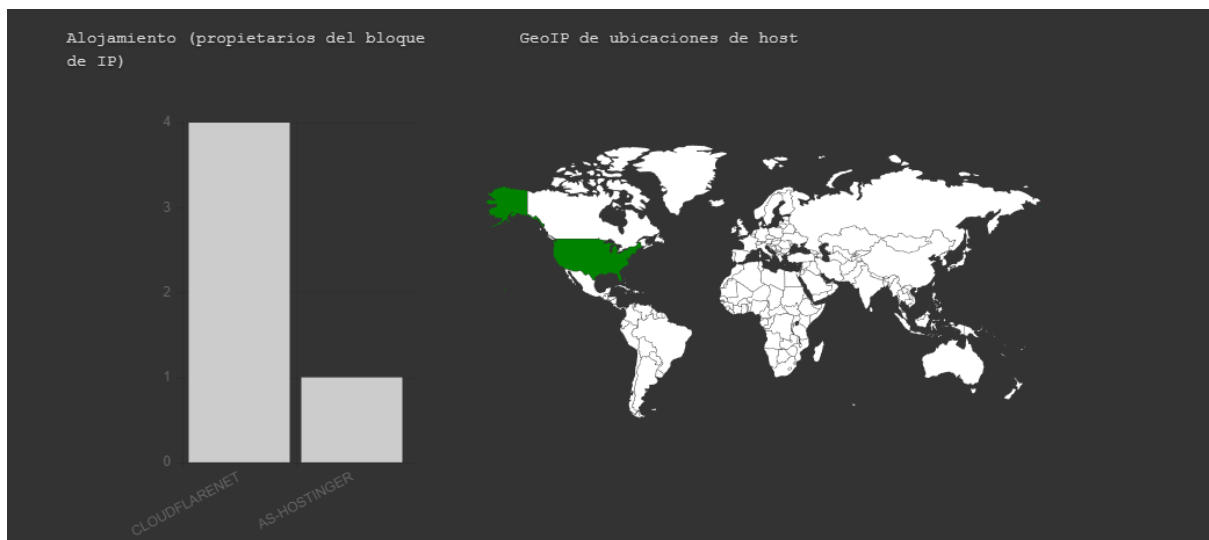 Alojamiento (propietarios del bloque
de IP)
GeoIP de ubicaciones de host
4
3
2
1
0
CLOUDFLARENET
AS-HOSTINGER